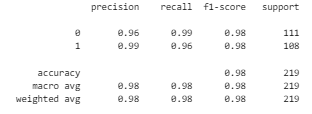 precision recall f1-score support
0 0.96 0.99 0.98 111
1 0.99 0.96 0.98 108
accuracy 0.98 219
macro avg 0.98 0.98 0.98 219
weighted avg 0.98 0.98 0.98 219